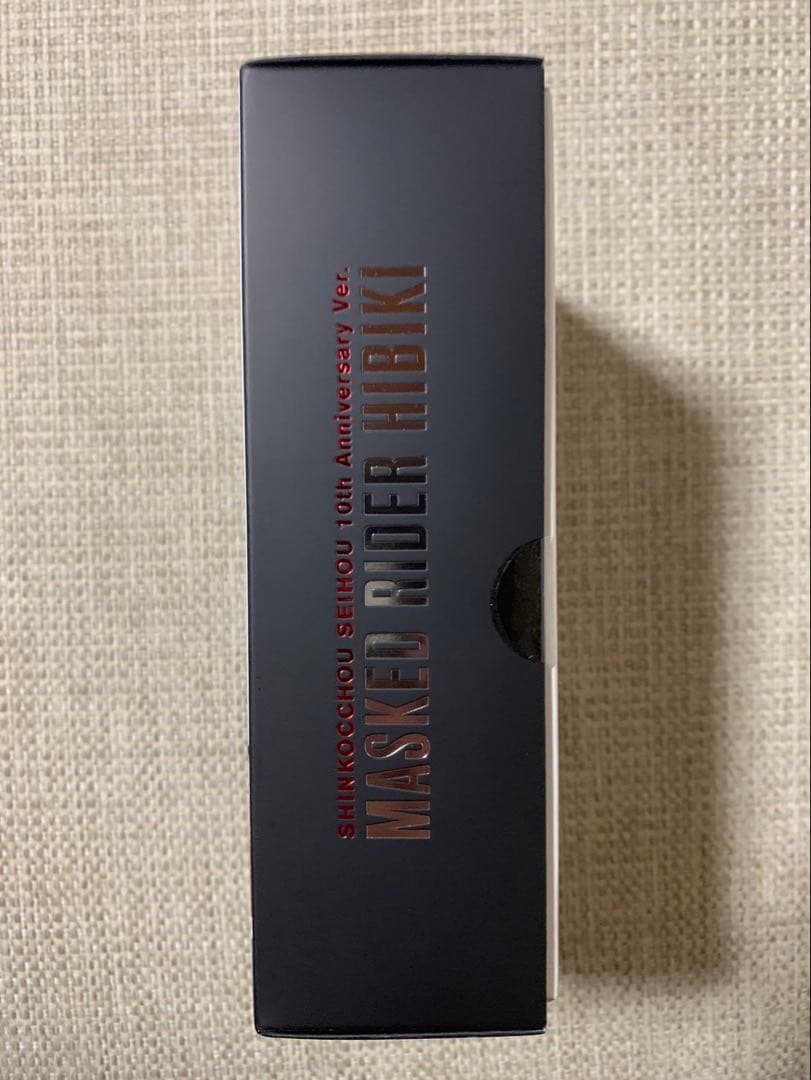 SHINKOCCHOU SEIHOU 10th Anniversary Ver.
MASKED RIDER HIBIKI